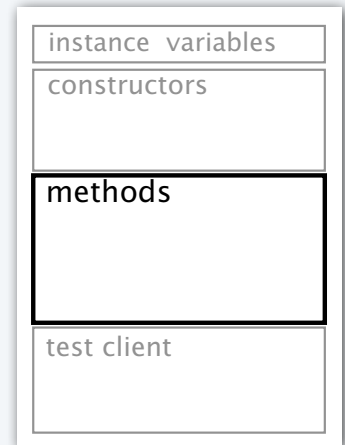 instance variables
constructors
methods
test client